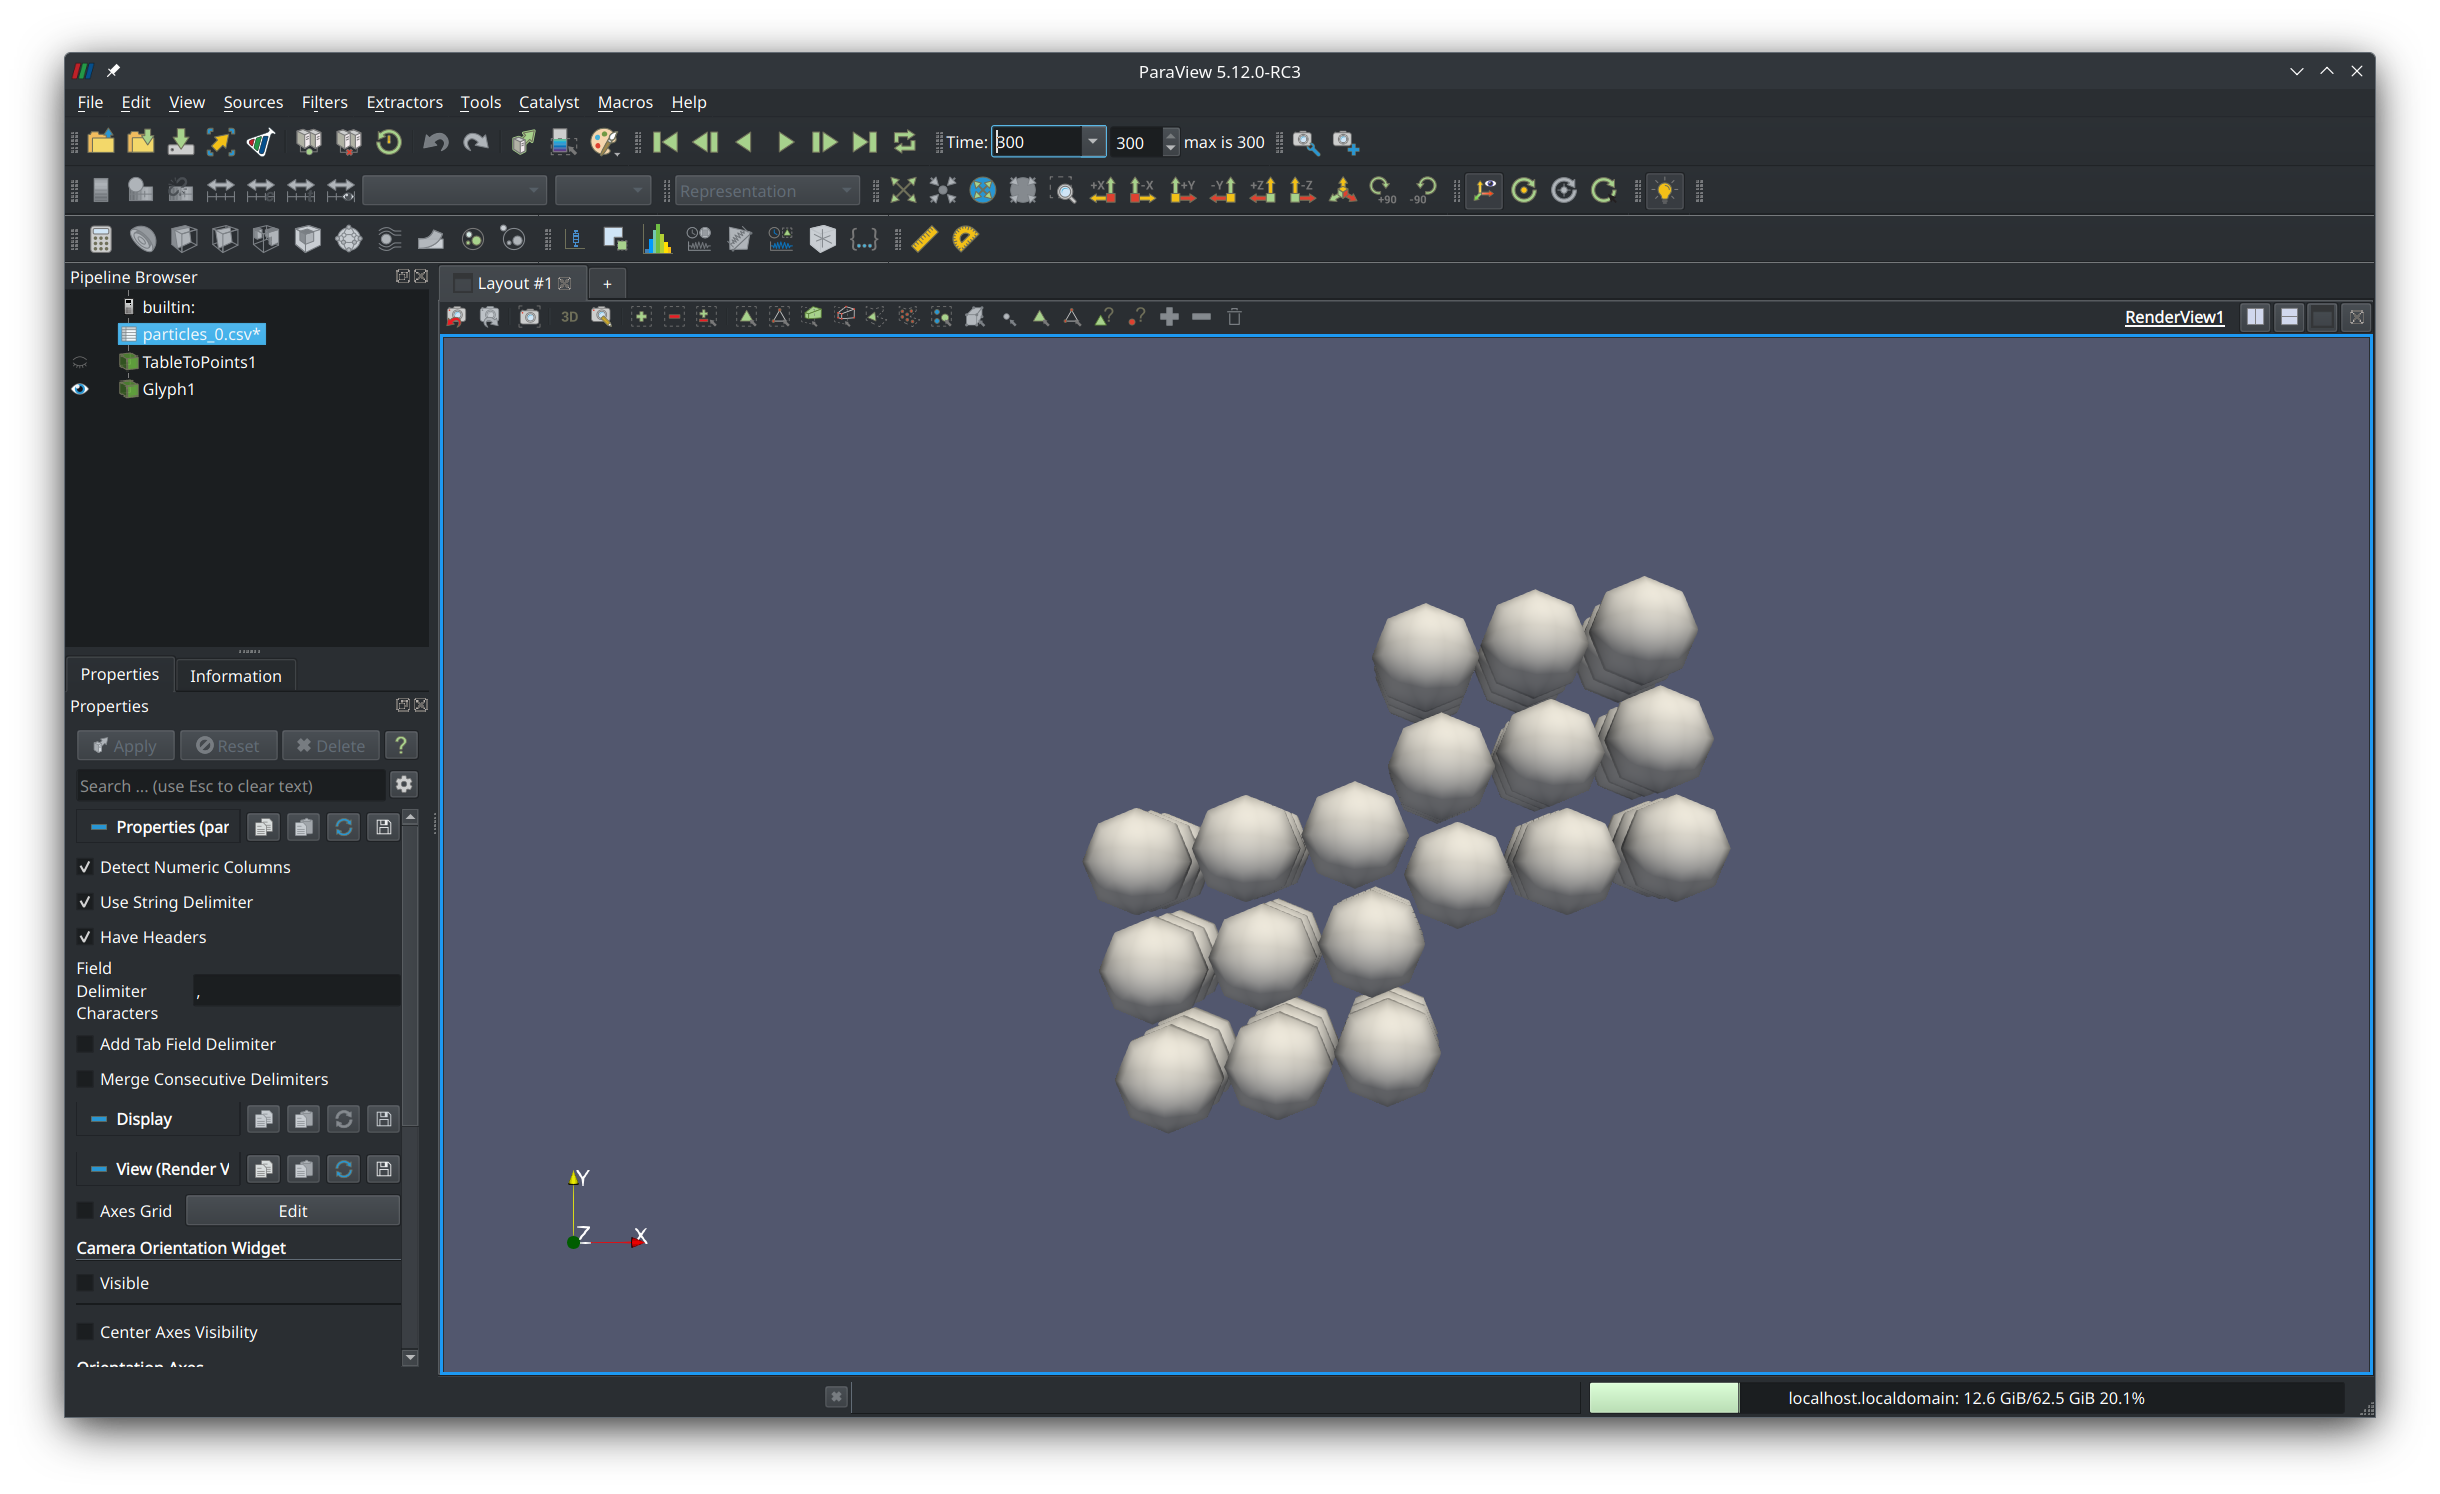 ParaView 5.12.0-RC3
File Edit View Sources Filters Extractors Tools Catalyst Macros Help
Time: 300 300 max is 300
Representation +X -X +Y -Y +Z -Z +90 -90
Pipeline Browser
Layout #1 +
builtin:
3D
RenderView1
particles_0.csv*
TableToPoints1
Glyph1
Properties Information
Properties
Apply Reset Delete ?
Search ... (use Esc to clear text)
Properties (par
Detect Numeric Columns
Use String Delimiter
Have Headers
Field
Delimiter ,
Characters
Add Tab Field Delimiter
Merge Consecutive Delimiters
Display
View (Render V
Axes Grid Edit
Camera Orientation Widget
Visible
Center Axes Visibility
Orientation Axes
Y
Z X
localhost.localdomain: 12.6 GiB/62.5 GiB 20.1%